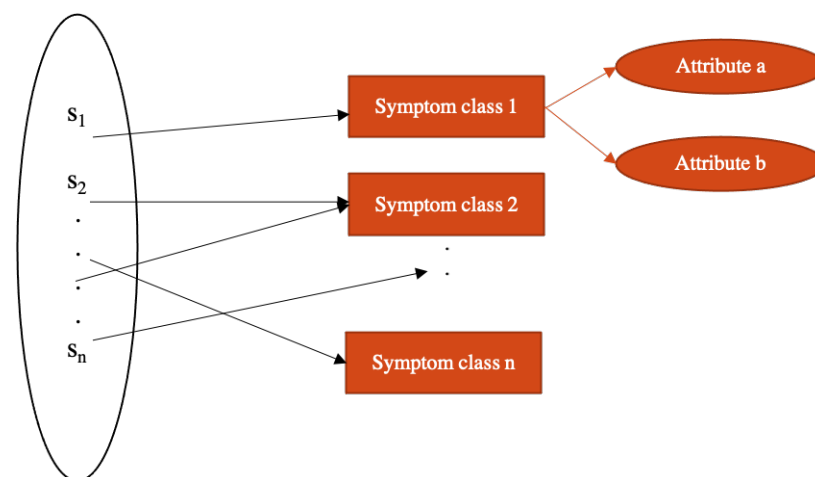 s1
Symptom class 1
Attribute a
Attribute b
s2
Symptom class 2
.
.
.
.
.
.
sn
Symptom class n